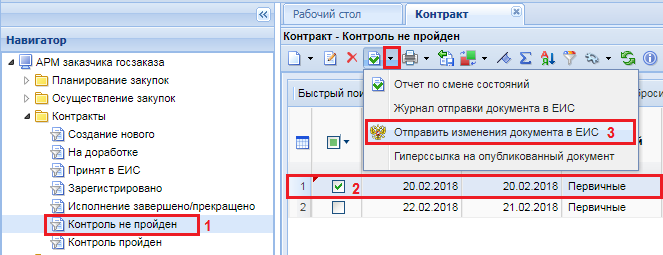 Рабочий стол
Контракт
Навигатор
АРМ заказчика госзаказа
Планирование закупок
Осуществление закупок
Контракты
Создание нового
На доработке
Принят в ЕИС
Зарегистрировано
Исполнение завершено/прекращено
Контроль не пройден 1
Контроль пройден
Контракт - Контроль не пройден
Быстрый пои
Отчет по смене состояний
Журнал отправки документа в ЕИС
Отправить изменения документа в ЕИС 3
Гиперссылка на опубликованный документ
1 2 20.02.2018 20.02.2018 Первичные
2 22.02.2018 21.02.2018 Первичные